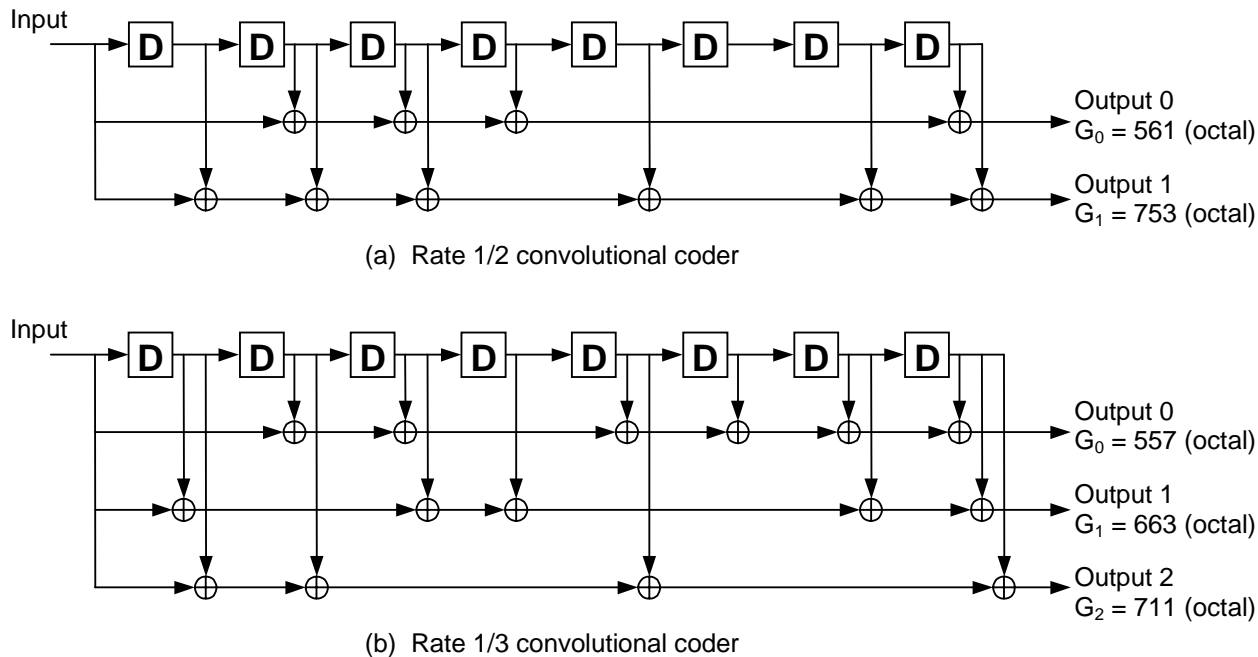 Input
D D D D D D D D
Output 0
G0 = 561 (octal)
Output 1
G1 = 753 (octal)
(a) Rate 1/2 convolutional coder
Input
D D D D D D D D
Output 0
G0 = 557 (octal)
Output 1
G1 = 663 (octal)
Output 2
G2 = 711 (octal)
(b) Rate 1/3 convolutional coder